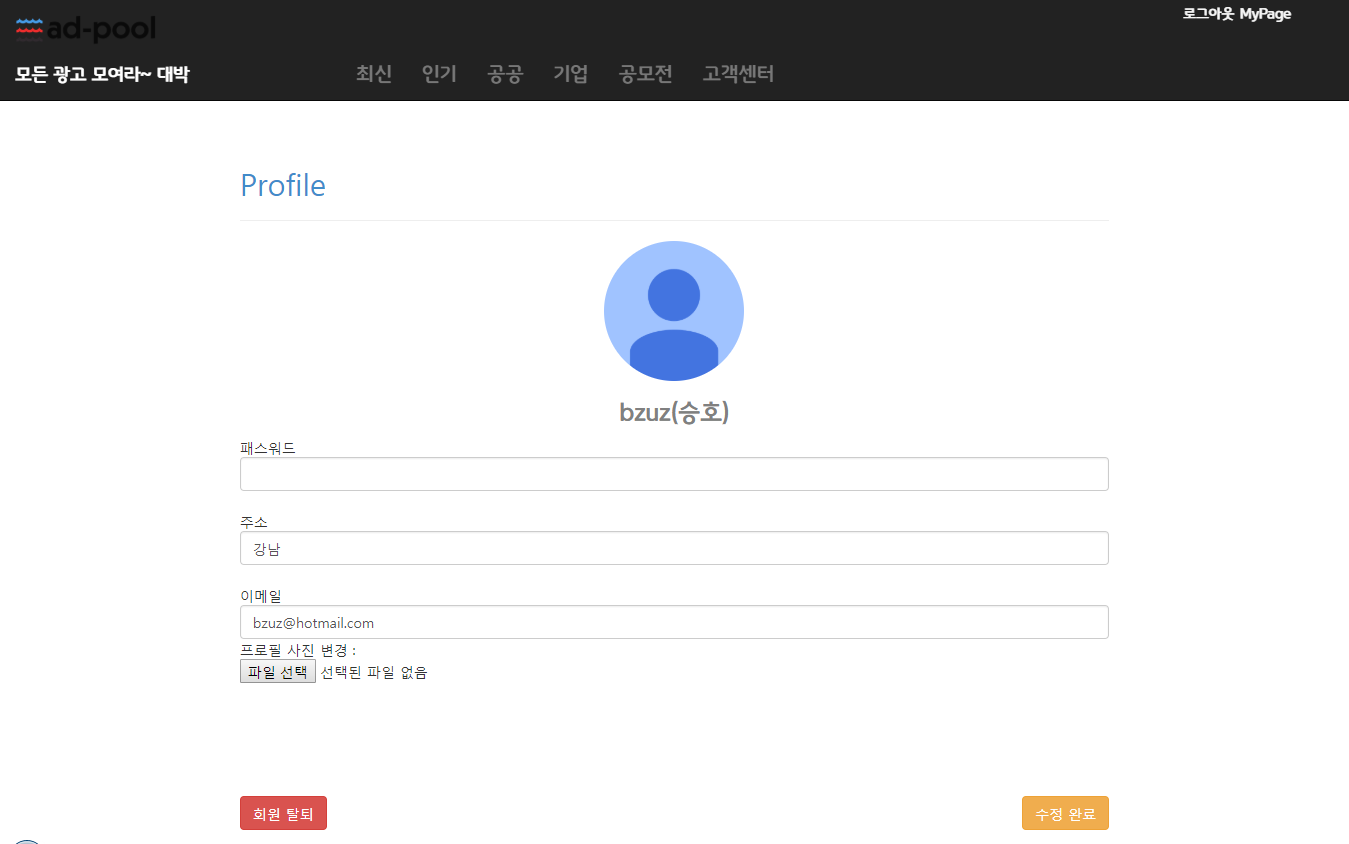 ad-pool
로그아웃 MyPage
모든 광고 모여라~ 대박
최신 인기 공공 기업 공모전 고객센터
Profile
bzuz(승호)
패스워드
주소
강남
이메일
bzuz@hotmail.com
프로필 사진 변경 :
파일 선택 선택된 파일 없음
회원 탈퇴 수정 완료